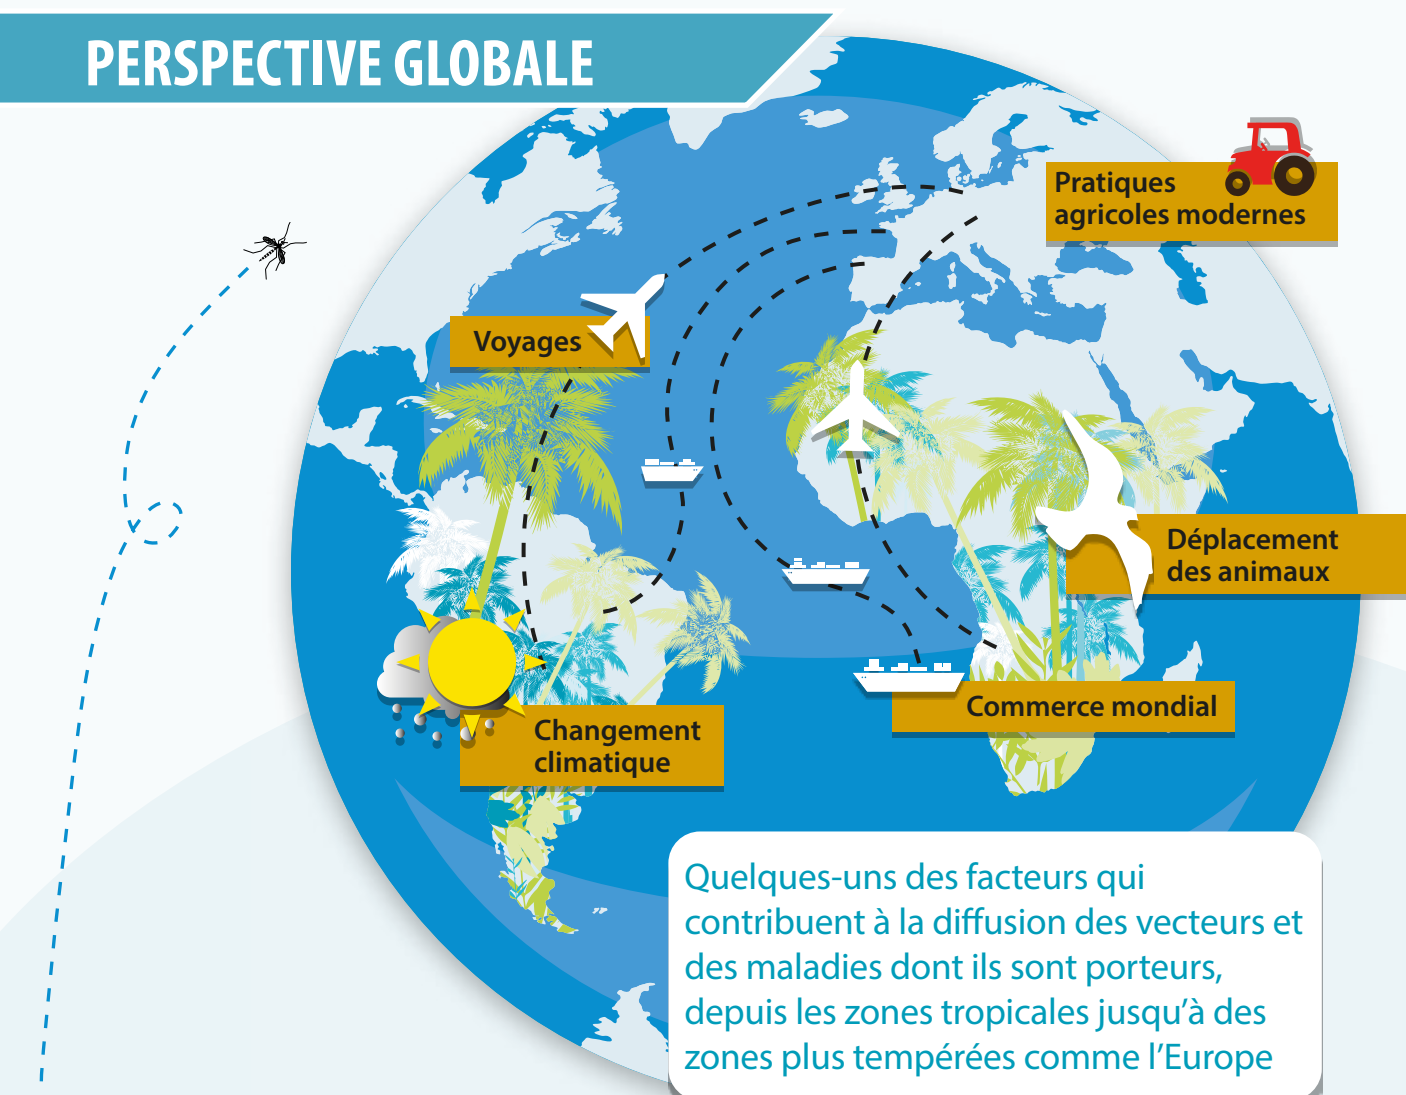 PERSPECTIVE GLOBALE
Pratiques
agricoles modernes
Voyages
Déplacement
des animaux
Commerce mondial
Changement
climatique
Quelques-uns des facteurs qui
contribuent à la diffusion des vecteurs et
des maladies dont ils sont porteurs,
depuis les zones tropicales jusqu’à des
zones plus tempérées comme l’Europe